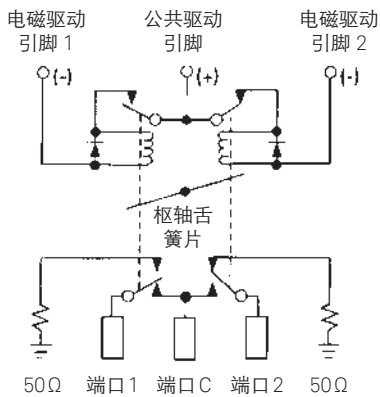 电磁驱动 公共驱动 电磁驱动
引脚 1 引脚 引脚 2
(-) (+) (-)
枢轴舌
簧片
50Ω 端口1 端口C 端口2 50Ω